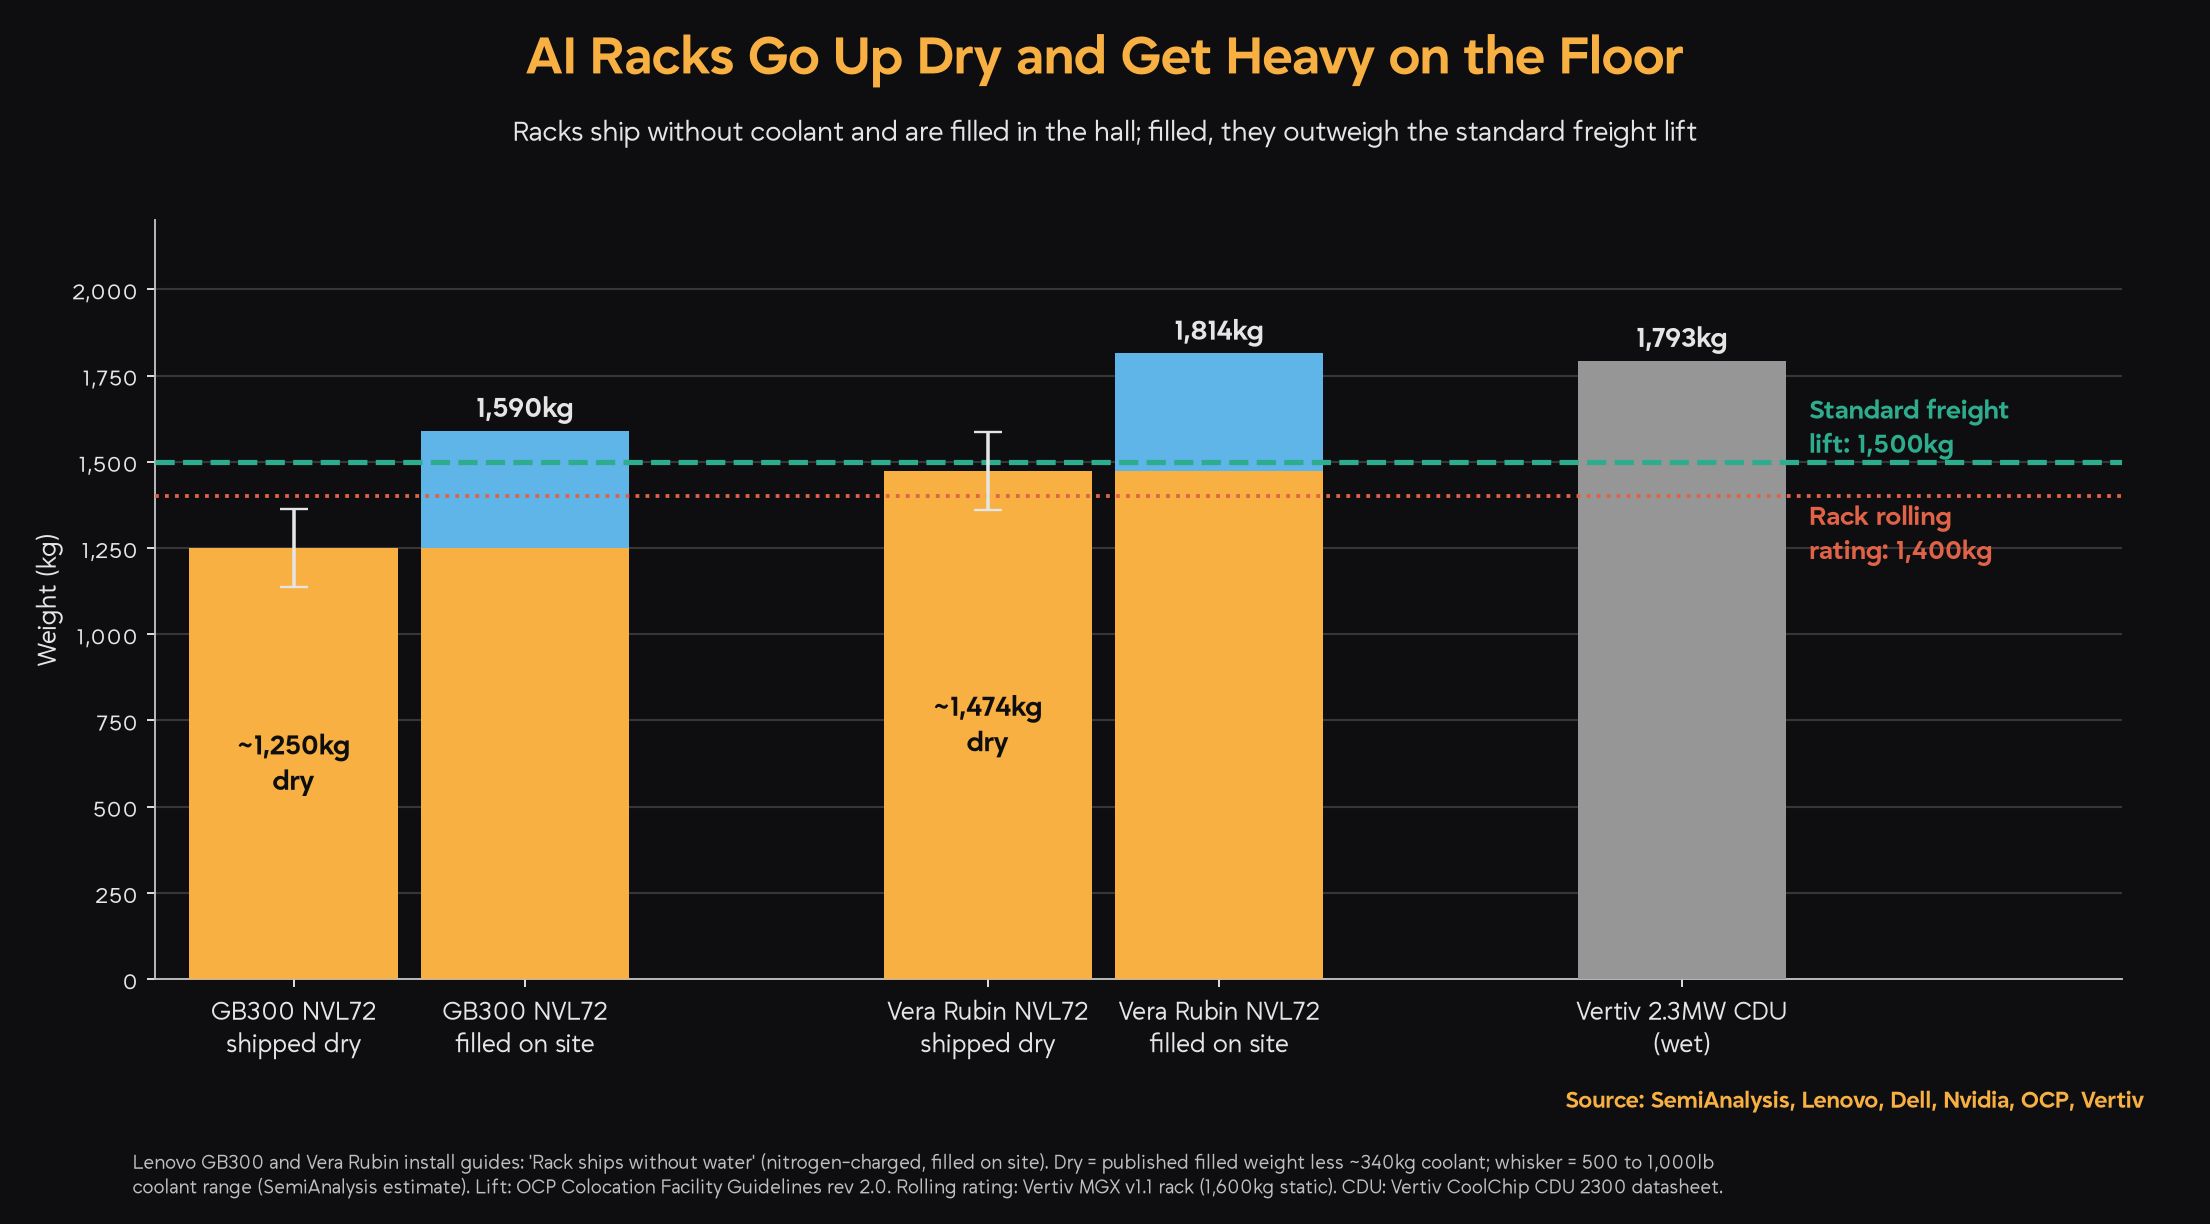 AI Racks Go Up Dry and Get Heavy on the Floor
Racks ship without coolant and are filled in the hall; filled, they outweigh the standard freight lift
Weight (kg)
2,000
1,750
1,500
1,250
1,000
750
500
250
0
~1,250kg
dry
1,590kg
~1,474kg
dry
1,814kg
1,793kg
Standard freight
lift: 1,500kg
Rack rolling
rating: 1,400kg
GB300 NVL72
shipped dry
GB300 NVL72
filled on site
Vera Rubin NVL72
shipped dry
Vera Rubin NVL72
filled on site
Vertiv 2.3MW CDU
(wet)
Source: SemiAnalysis, Lenovo, Dell, Nvidia, OCP, Vertiv
Lenovo GB300 and Vera Rubin install guides: 'Rack ships without water' (nitrogen-charged, filled on site). Dry = published filled weight less ~340kg coolant; whisker = 500 to 1,000lb
coolant range (SemiAnalysis estimate). Lift: OCP Colocation Facility Guidelines rev 2.0. Rolling rating: Vertiv MGX v1.1 rack (1,600kg static). CDU: Vertiv CoolChip CDU 2300 datasheet.